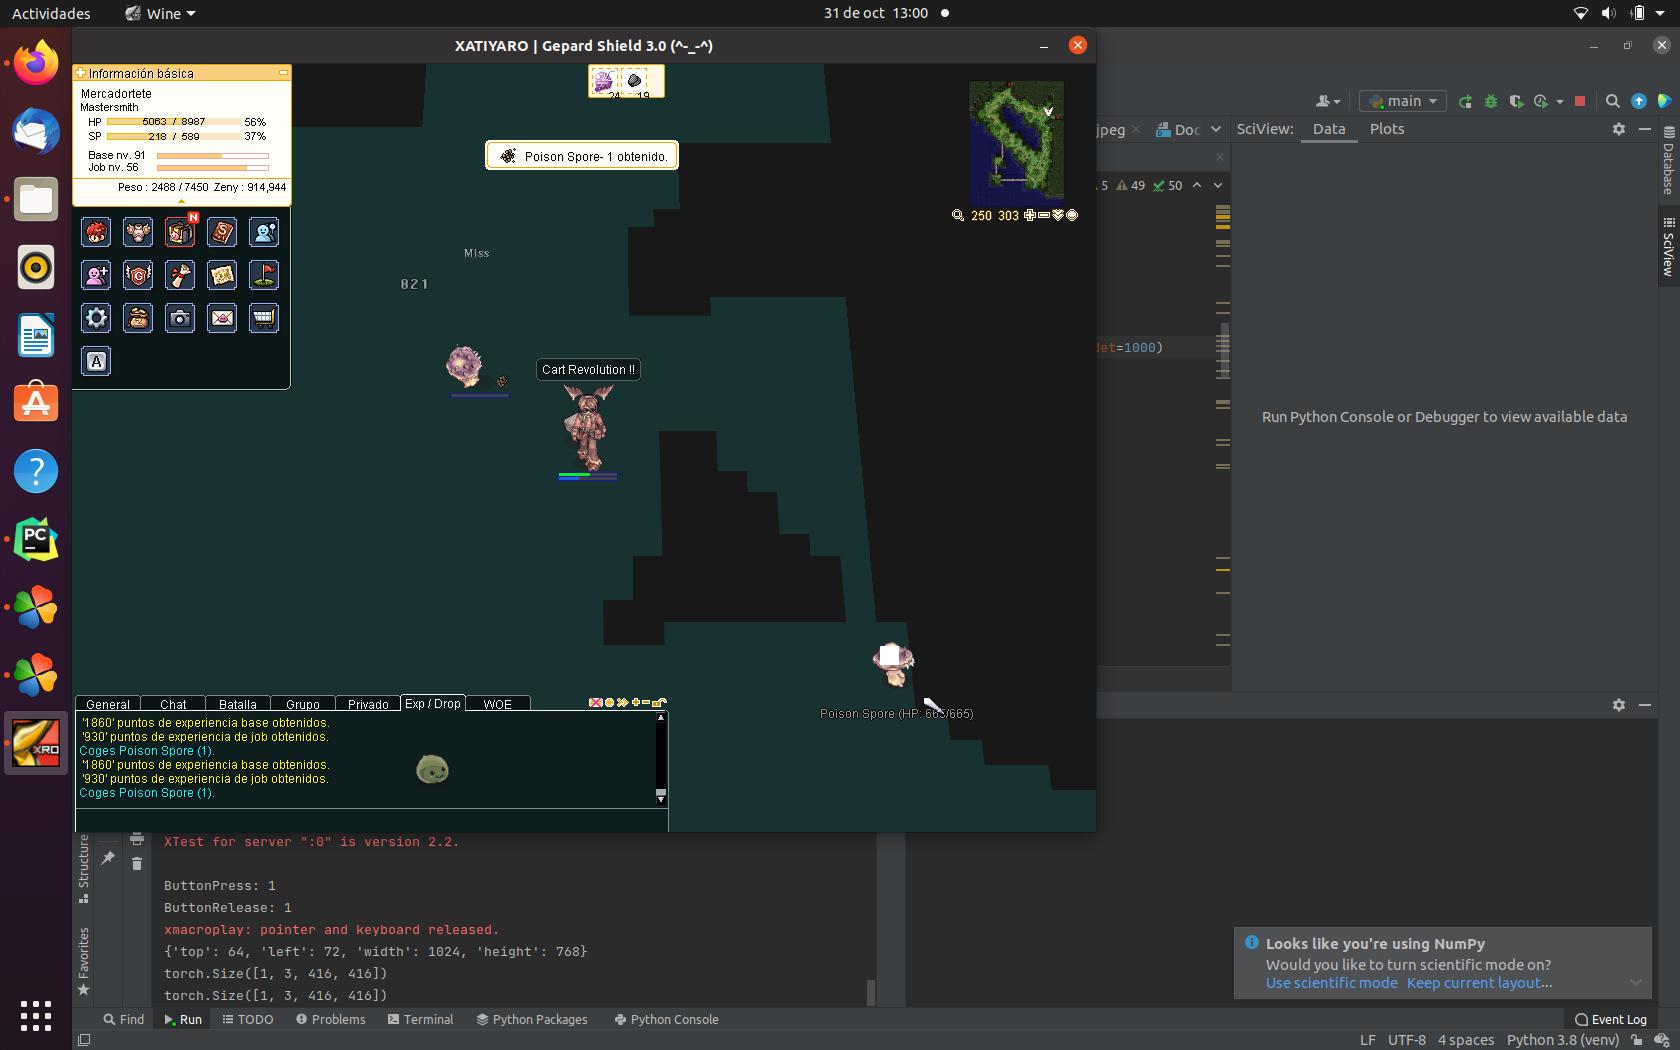 Actividades
Wine
31 de oct 13:00
XATIYARO | Gepard Shield 3.0 (^-_-^)
Información básica
Mercadortete
Mastersmith
HP 5063 / 8987 56%
SP 218 / 589 37%
Base nv. 91
Job nv. 56
Peso : 2488 / 7450 Zeny : 914,944
N
A
24 19
Poison Spore- 1 obtenido.
250 303
Miss
821
Cart Revolution !!
Poison Spore (HP: 665/665)
General Chat Batalla Grupo Privado Exp / Drop WOE
'1860' puntos de experiencia base obtenidos.
'930' puntos de experiencia de job obtenidos.
Coges Poison Spore (1).
'1860' puntos de experiencia base obtenidos.
'930' puntos de experiencia de job obtenidos.
Coges Poison Spore (1).
PC
XRO
main
jpeg Doc
SciView: Data Plots
5 49 50
det=1000)
Run Python Console or Debugger to view available data
Database
SciView
Structure
Favorites
XTest for server ":0" is version 2.2.
ButtonPress: 1
ButtonRelease: 1
xmacroplay: pointer and keyboard released.
{'top': 64, 'left': 72, 'width': 1024, 'height': 768}
torch.Size([1, 3, 416, 416])
torch.Size([1, 3, 416, 416])
Looks like you're using NumPy
Would you like to turn scientific mode on?
Use scientific mode Keep current layout...
Find Run TODO Problems Terminal Python Packages Python Console Event Log
LF UTF-8 4 spaces Python 3.8 (venv)